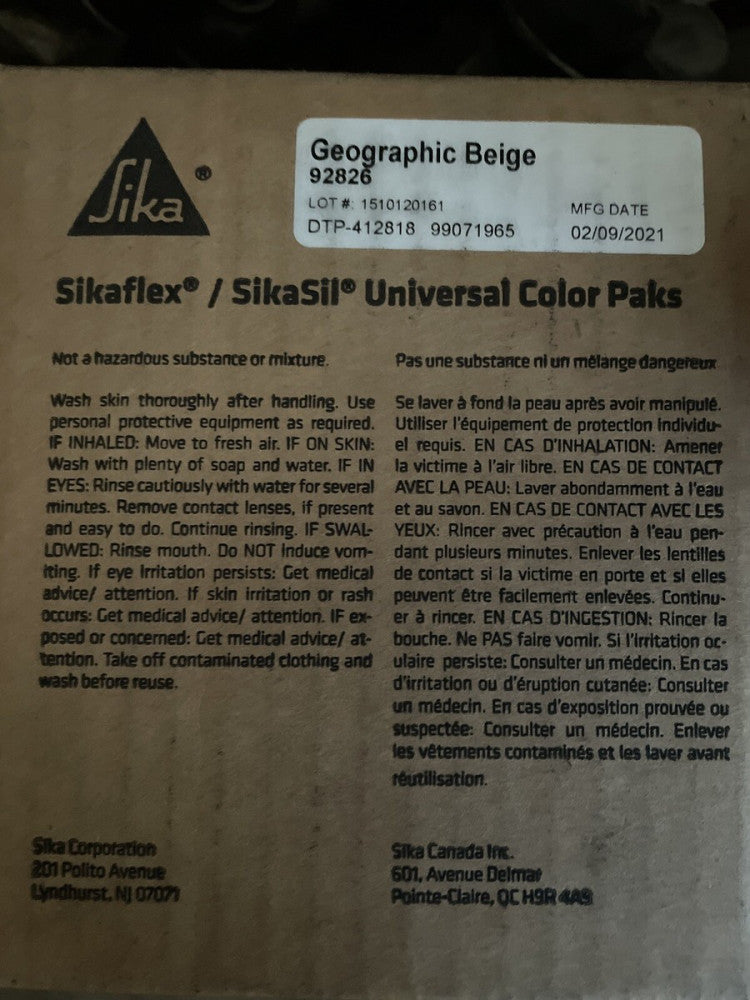 Sika®
Geographic Beige
92826
LOT #: 1510120161
DTP-412818 99071965
MFG DATE
02/09/2021
Sikaflex® / SikaSil® Universal Color Paks
Not a hazardous substance or mixture.
Wash skin thoroughly after handling. Use
personal protective equipment as required.
IF INHALED: Move to fresh air. IF ON SKIN:
Wash with plenty of soap and water. IF IN
EYES: Rinse cautiously with water for several
minutes. Remove contact lenses, if present
and easy to do. Continue rinsing. IF SWAL-
LOWED: Rinse mouth. Do NOT induce vom-
iting. If eye irritation persists: Get medical
advice/ attention. If skin irritation or rash
occurs: Get medical advice/ attention. IF ex-
posed or concerned: Get medical advice/ at-
tention. Take off contaminated clothing and
wash before reuse.
Pas une substance ni un mélange dangereux
Se laver à fond la peau après avoir manipulé.
Utiliser l'équipement de protection individu-
el requis. EN CAS D'INHALATION: Amener
la victime à l'air libre. EN CAS DE CONTACT
AVEC LA PEAU: Laver abondamment à l'eau
et au savon. EN CAS DE CONTACT AVEC LES
YEUX: Rincer avec précaution à l'eau pen-
dant plusieurs minutes. Enlever les lentilles
de contact si la victime en porte et si elles
peuvent être facilement enlevées. Continu-
er à rincer. EN CAS D'INGESTION: Rincer la
bouche. Ne PAS faire vomir. Si l'irritation oc-
ulaire persiste: Consulter un médecin. En cas
d'irritation ou d'éruption cutanée: Consulter
un médecin. En cas d'exposition prouvée ou
suspectée: Consulter un médecin. Enlever
les vêtements contaminés et les laver avant
réutilisation.
Sika Corporation
201 Polito Avenue
Lyndhurst, NJ 07071
Sika Canada Inc.
601, Avenue Delmar
Pointe-Claire, QC H9R 4A9